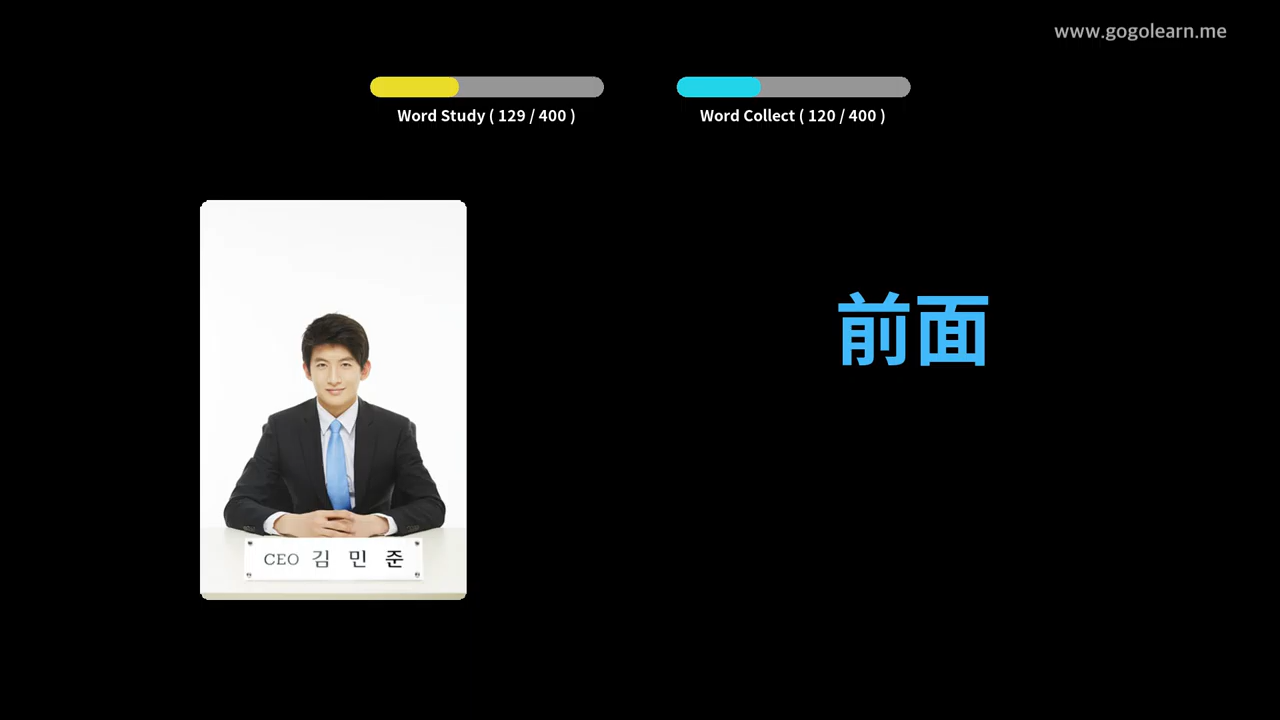 www.gogolearn.me
Word Study ( 129 / 400 )
Word Collect ( 120 / 400 )
前面
CEO 김 민 준